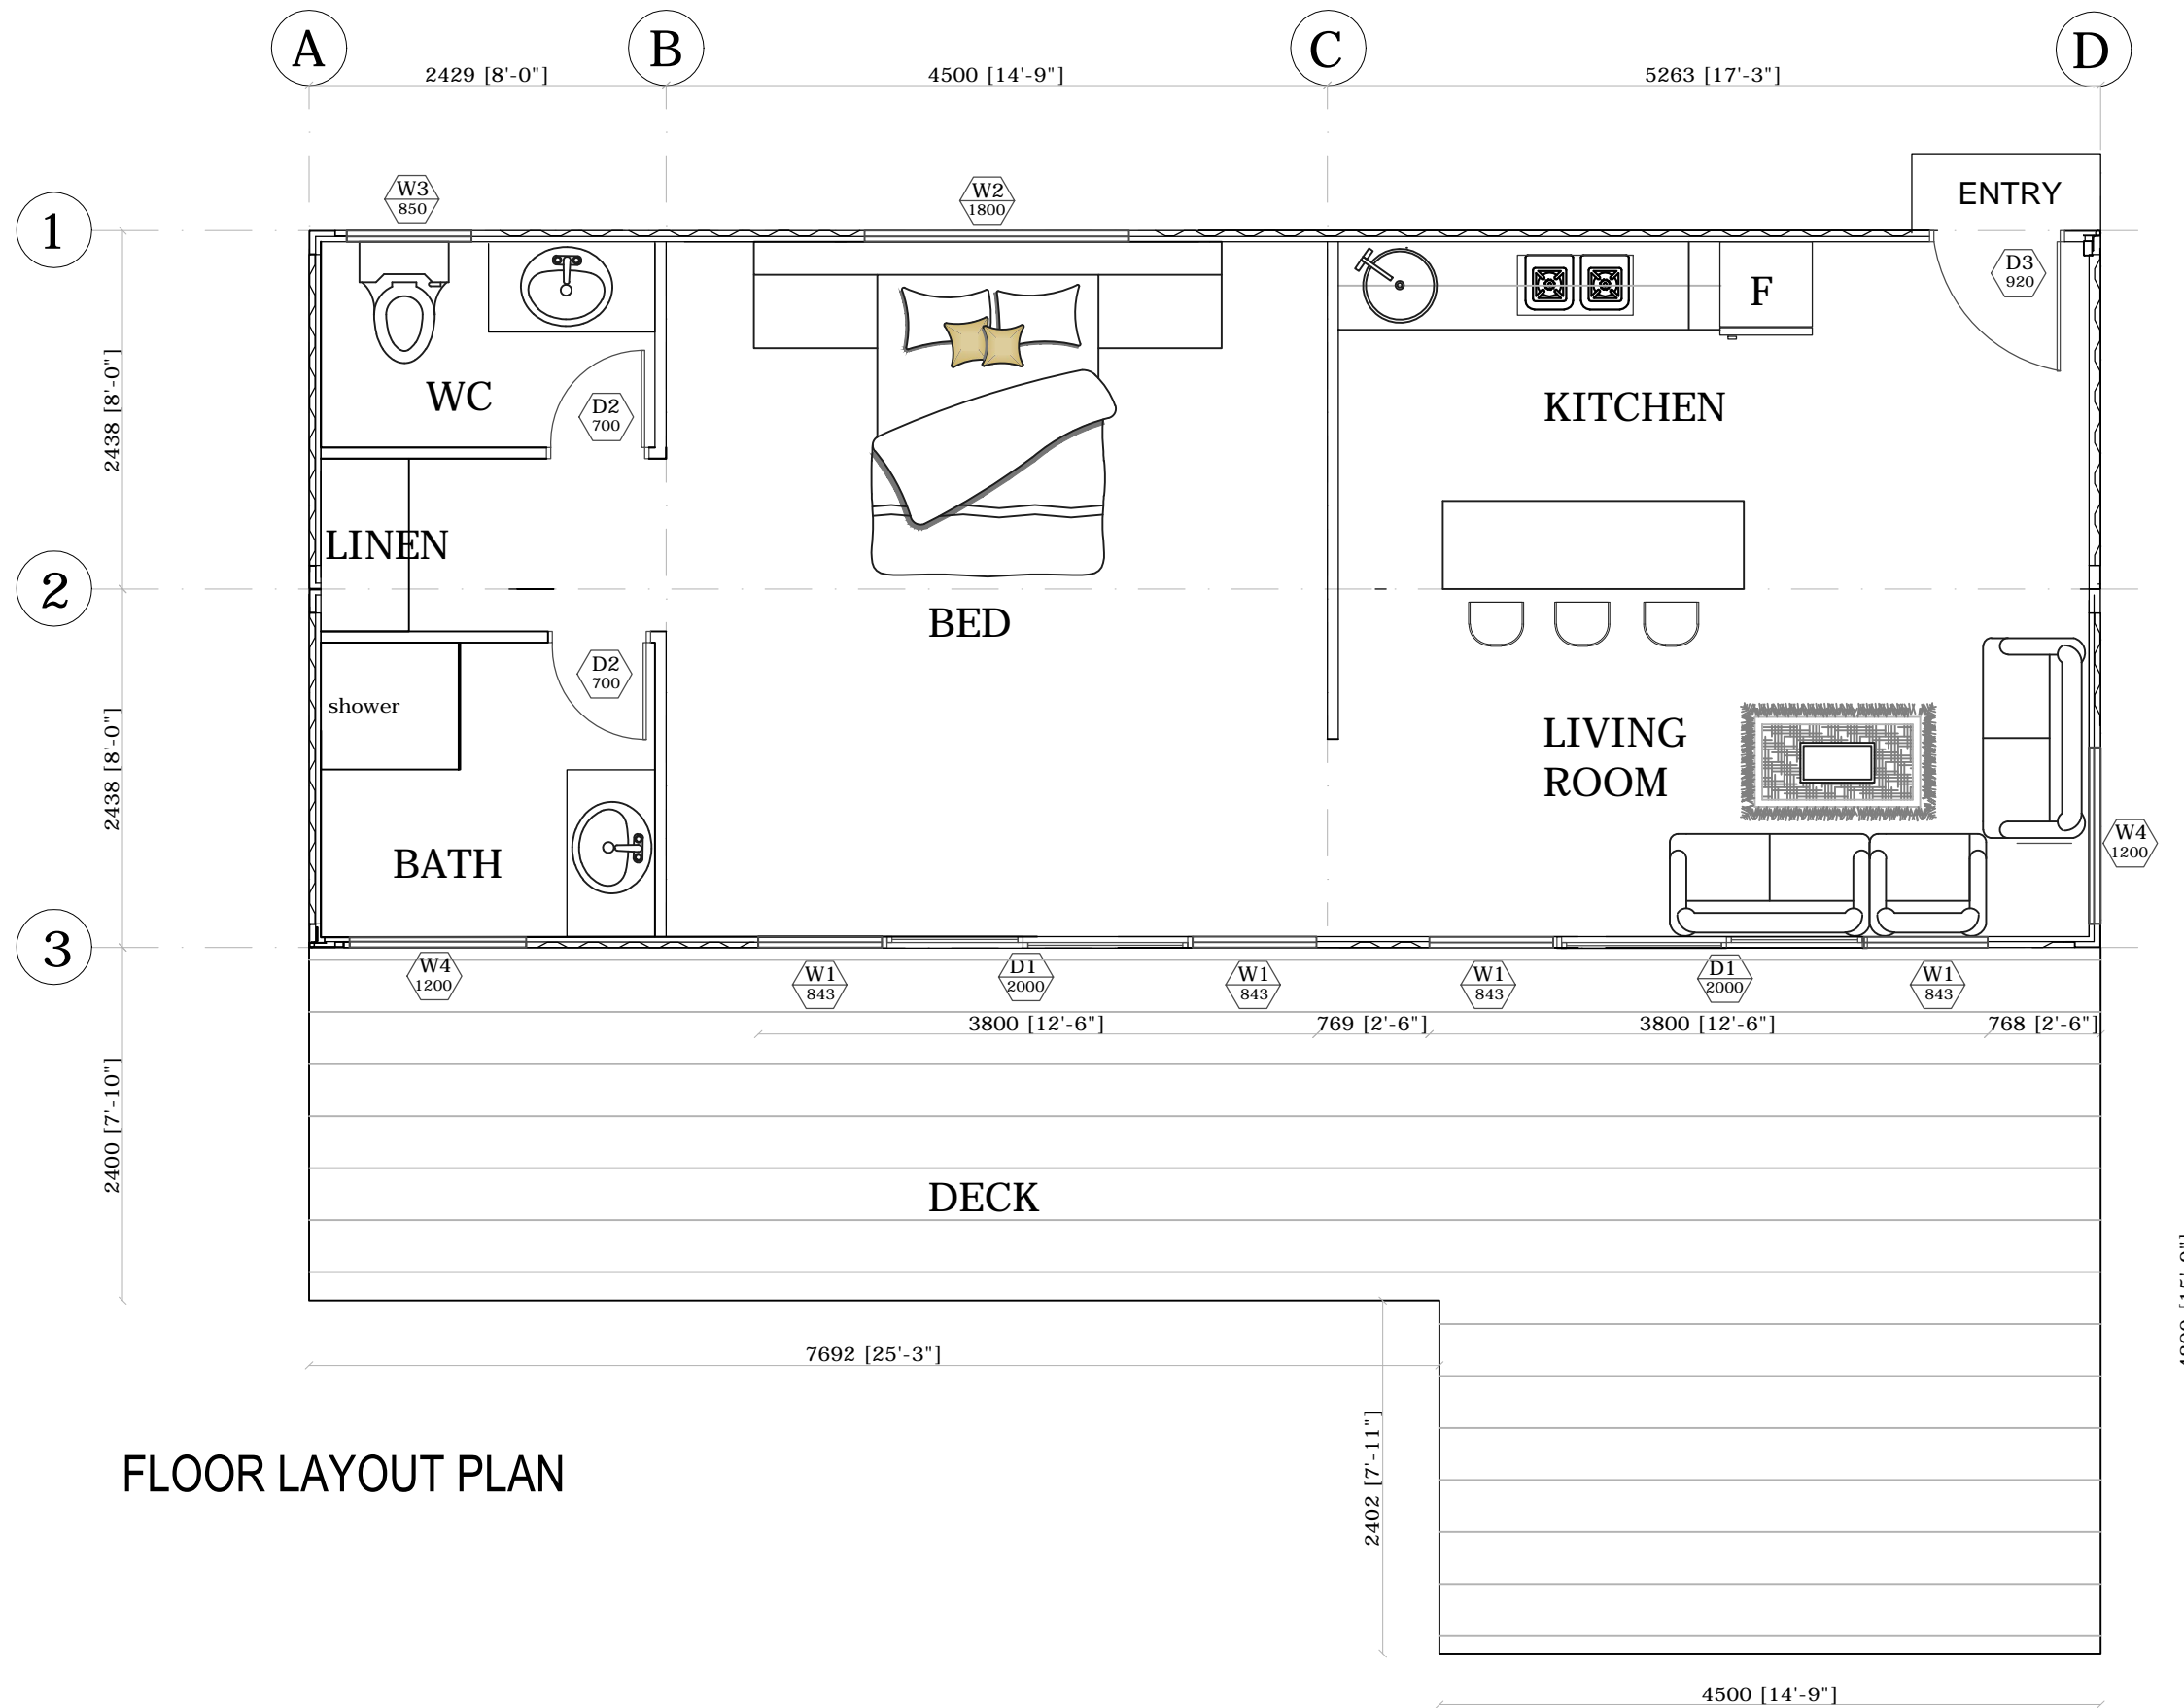 A B C D
2429 [8'-0"] 4500 [14'-9"] 5263 [17'-3"]
ENTRY
W3
850
W2
1800
1
D3
920
F
2438 [8'-0"]
WC
D2
700
KITCHEN
LINEN
2
BED
D2
700
shower
LIVING
ROOM
2438 [8'-0"]
W4
1200
BATH
3
W4
1200
W1
843
D1
2000
W1
843
W1
843
D1
2000
W1
843
3800 [12'-6"] 769 [2'-6"] 3800 [12'-6"] 768 [2'-6"]
2400 [7'-10"]
DECK
7692 [25'-3"]
2402 [7'-11"]
FLOOR LAYOUT PLAN
4500 [14'-9"]